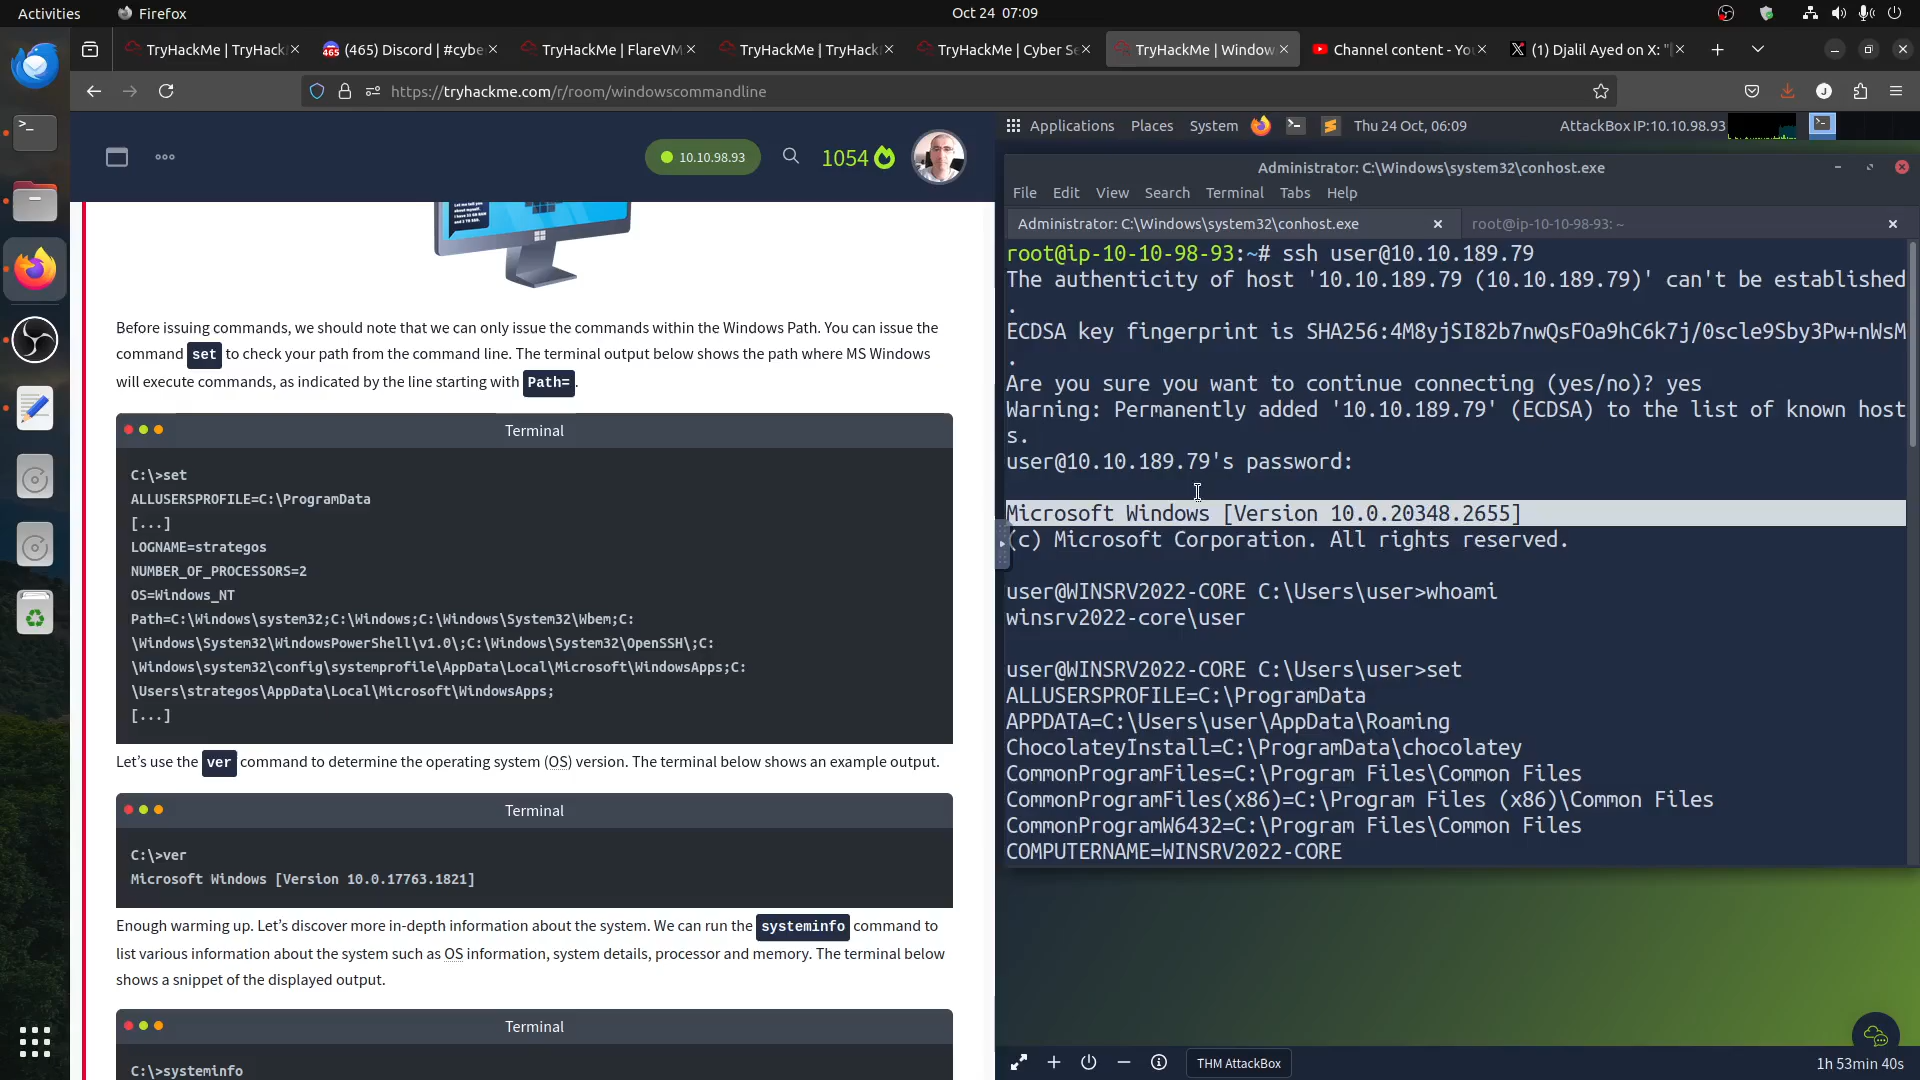 Activities
Firefox
Oct 24 07:09
TryHackMe | TryHack
(465) Discord | #cybe
TryHackMe | FlareVM
TryHackMe | TryHack
TryHackMe | Cyber Se
TryHackMe | Window
Channel content - You
(1) Djalil Ayed on X: "
https://tryhackme.com/r/room/windowscommandline
10.10.98.93
1054
Before issuing commands, we should note that we can only issue the commands within the Windows Path. You can issue the
command set to check your path from the command line. The terminal output below shows the path where MS Windows
will execute commands, as indicated by the line starting with Path= .
Terminal
C:\>set
ALLUSERSPROFILE=C:\ProgramData
[...]
LOGNAME=strategos
NUMBER_OF_PROCESSORS=2
OS=Windows_NT
Path=C:\Windows\system32;C:\Windows;C:\Windows\System32\Wbem;C:
\Windows\System32\WindowsPowerShell\v1.0\;C:\Windows\System32\OpenSSH\;C:
\Windows\system32\config\systemprofile\AppData\Local\Microsoft\WindowsApps;C:
\Users\strategos\AppData\Local\Microsoft\WindowsApps;
[...]
Let's use the ver command to determine the operating system (OS) version. The terminal below shows an example output.
Terminal
C:\>ver
Microsoft Windows [Version 10.0.17763.1821]
Enough warming up. Let's discover more in-depth information about the system. We can run the systeminfo command to
list various information about the system such as OS information, system details, processor and memory. The terminal below
shows a snippet of the displayed output.
Terminal
C:\>systeminfo
Applications Places System
Thu 24 Oct, 06:09
AttackBox IP:10.10.98.93
Administrator: C:\Windows\system32\conhost.exe
File Edit View Search Terminal Tabs Help
Administrator: C:\Windows\system32\conhost.exe
root@ip-10-10-98-93: ~
root@ip-10-10-98-93:~# ssh user@10.10.189.79
The authenticity of host '10.10.189.79 (10.10.189.79)' can't be established
.
ECDSA key fingerprint is SHA256:4M8yjSI82b7nwQsFOa9hC6k7j/0scle9Sby3Pw+nWsM
.
Are you sure you want to continue connecting (yes/no)? yes
Warning: Permanently added '10.10.189.79' (ECDSA) to the list of known host
s.
user@10.10.189.79's password:
Microsoft Windows [Version 10.0.20348.2655]
(c) Microsoft Corporation. All rights reserved.
user@WINSRV2022-CORE C:\Users\user>whoami
winsrv2022-core\user
user@WINSRV2022-CORE C:\Users\user>set
ALLUSERSPROFILE=C:\ProgramData
APPDATA=C:\Users\user\AppData\Roaming
ChocolateyInstall=C:\ProgramData\chocolatey
CommonProgramFiles=C:\Program Files\Common Files
CommonProgramFiles(x86)=C:\Program Files (x86)\Common Files
CommonProgramW6432=C:\Program Files\Common Files
COMPUTERNAME=WINSRV2022-CORE
THM AttackBox
1h 53min 40s